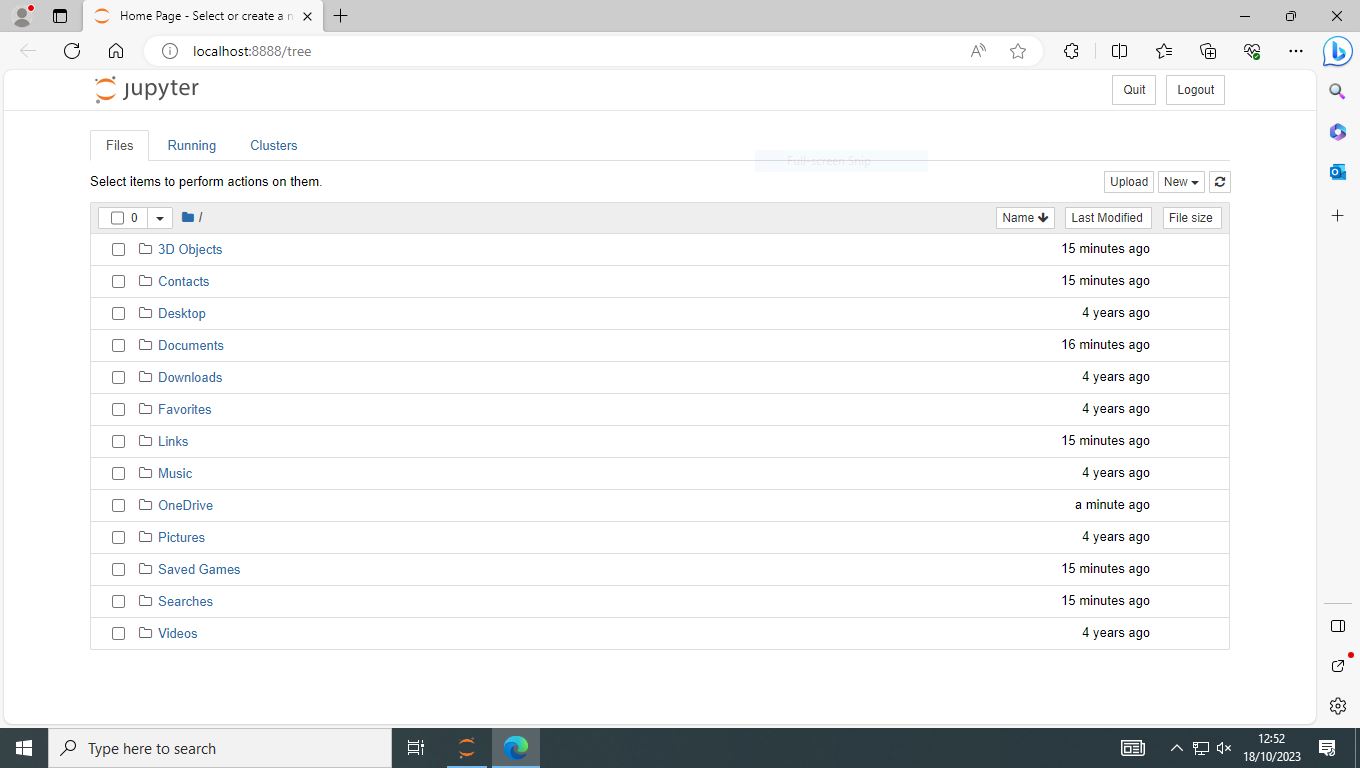 Home Page - Select or create a n
localhost:8888/tree
jupyter
Quit
Logout
Files
Running
Clusters
Full-screen Snip
Select items to perform actions on them.
Upload
New
0
/
Name
Last Modified
File size
3D Objects
15 minutes ago
Contacts
15 minutes ago
Desktop
4 years ago
Documents
16 minutes ago
Downloads
4 years ago
Favorites
4 years ago
Links
15 minutes ago
Music
4 years ago
OneDrive
a minute ago
Pictures
4 years ago
Saved Games
15 minutes ago
Searches
15 minutes ago
Videos
4 years ago
Type here to search
12:52
18/10/2023